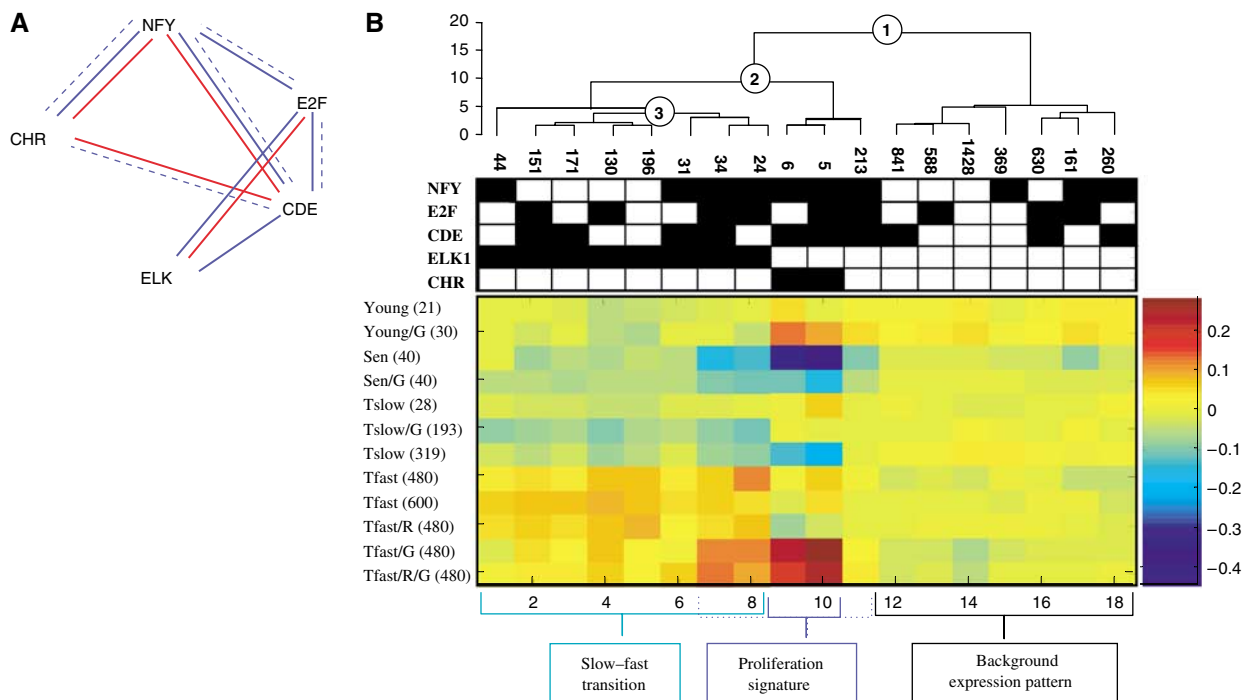 A
NFY
E2F
CHR
CDE
ELK
B
20
15
10
5
0
1
2
3
44 151 171 130 196 31 34 24 6 5 213 841 588 1428 369 630 161 260
NFY
E2F
CDE
ELK1
CHR
Young (21)
Young/G (30)
Sen (40)
Sen/G (40)
Tslow (28)
Tslow/G (193)
Tslow (319)
Tfast (480)
Tfast (600)
Tfast/R (480)
Tfast/G (480)
Tfast/R/G (480)
0.2
0.1
0
−0.1
−0.2
−0.3
−0.4
2 4 6 8 10 12 14 16 18
Slow–fast
transition
Proliferation
signature
Background
expression pattern